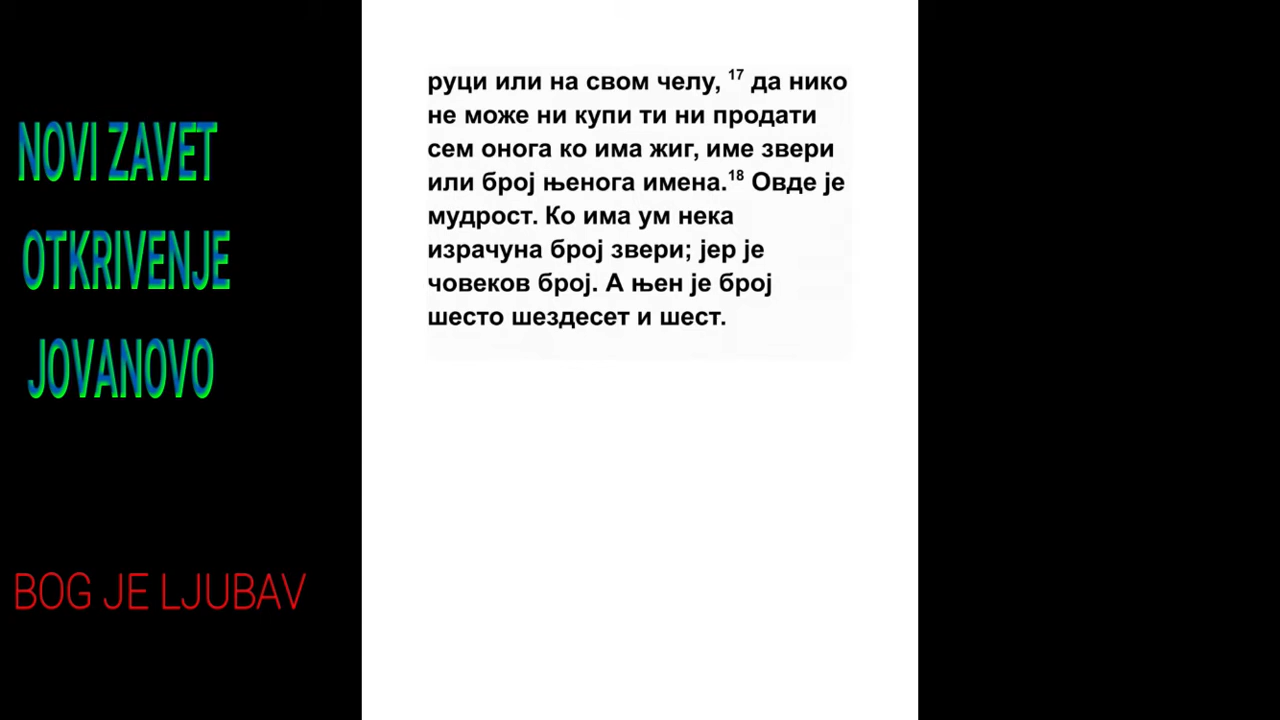 NOVI ZAVET
OTKRIVENJE
JOVANOVO
BOG JE LJUBAV
руци или на свом челу, 17 да нико
не може ни купи ти ни продати
сем онога ко има жиг, име звери
или број њенога имена.18 Овде је
мудрост. Ко има ум нека
израчуна број звери; јер је
човеков број. А њен је број
шесто шездесет и шест.